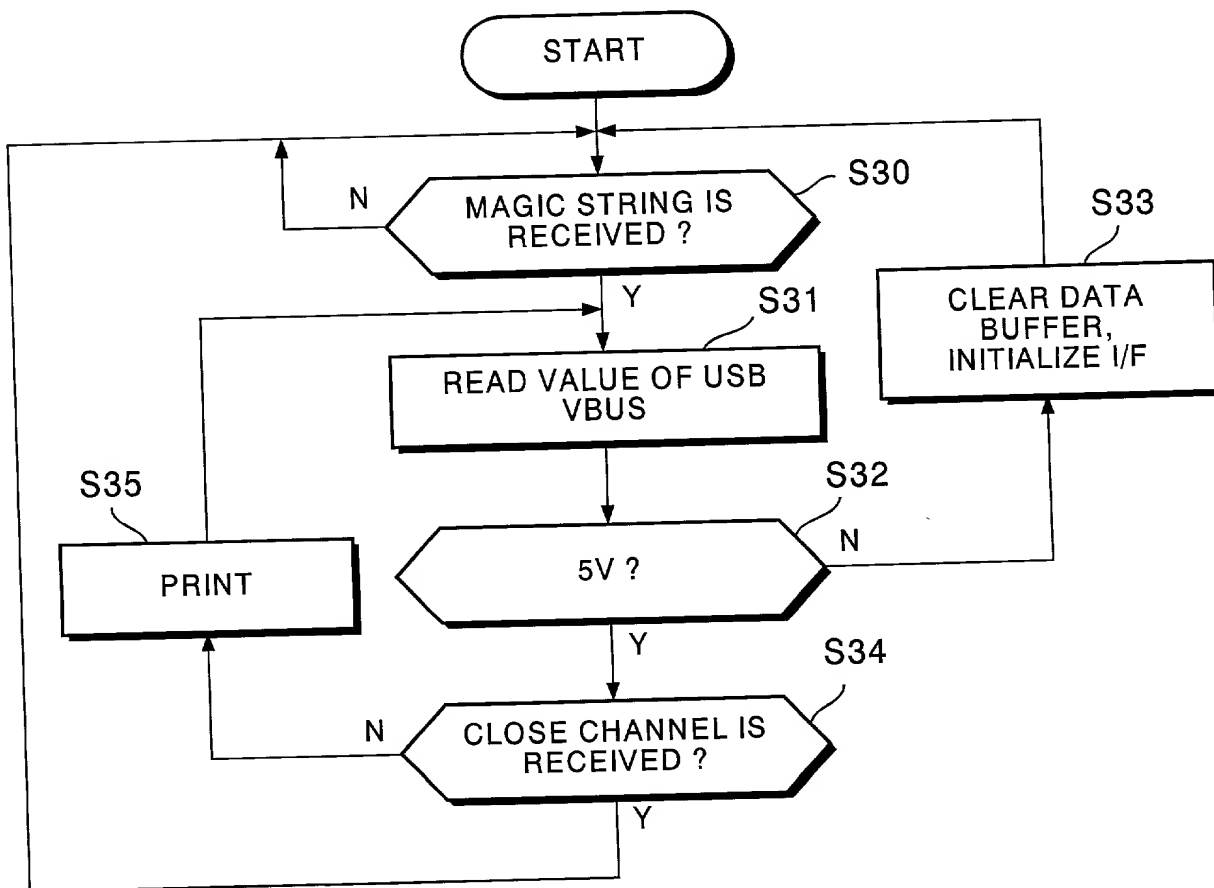 START
S30
N
MAGIC STRING IS
RECEIVED ?
Y
S33
CLEAR DATA
BUFFER,
INITIALIZE I/F
S31
READ VALUE OF USB
VBUS
S35
PRINT
S32
5V ?
N
Y
S34
N
CLOSE CHANNEL IS
RECEIVED ?
Y